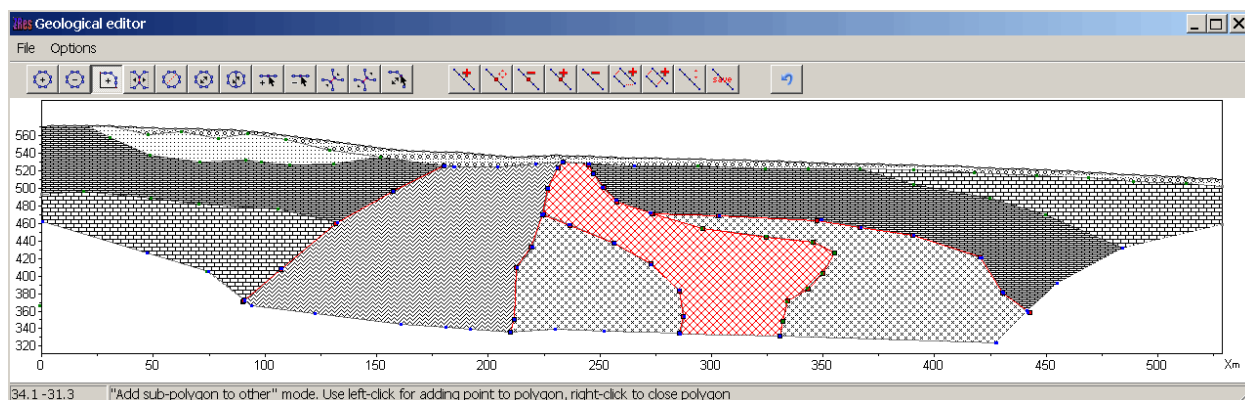 Geological editor
File Options
save
560
540
520
500
480
460
440
420
400
380
360
340
320
0 50 100 150 200 250 300 350 400 450 500 Xm
34.1 -31.3 "Add sub-polygon to other" mode. Use left-click for adding point to polygon, right-click to close polygon